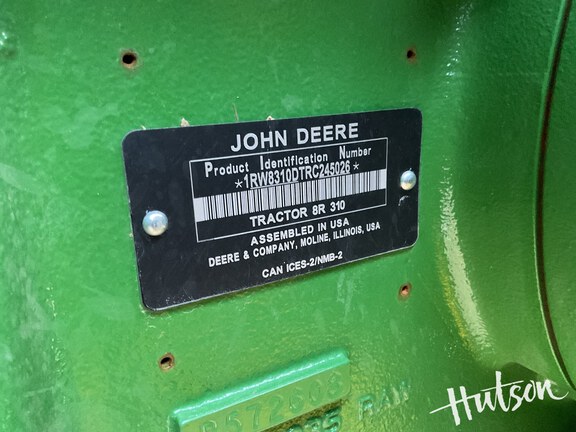 JOHN DEERE
Product Identification Number
*1RW8310DTRC245026*
TRACTOR 8R 310
ASSEMBLED IN USA
DEERE & COMPANY, MOLINE, ILLINOIS, USA
CAN ICES-2/NMB-2
Hutson